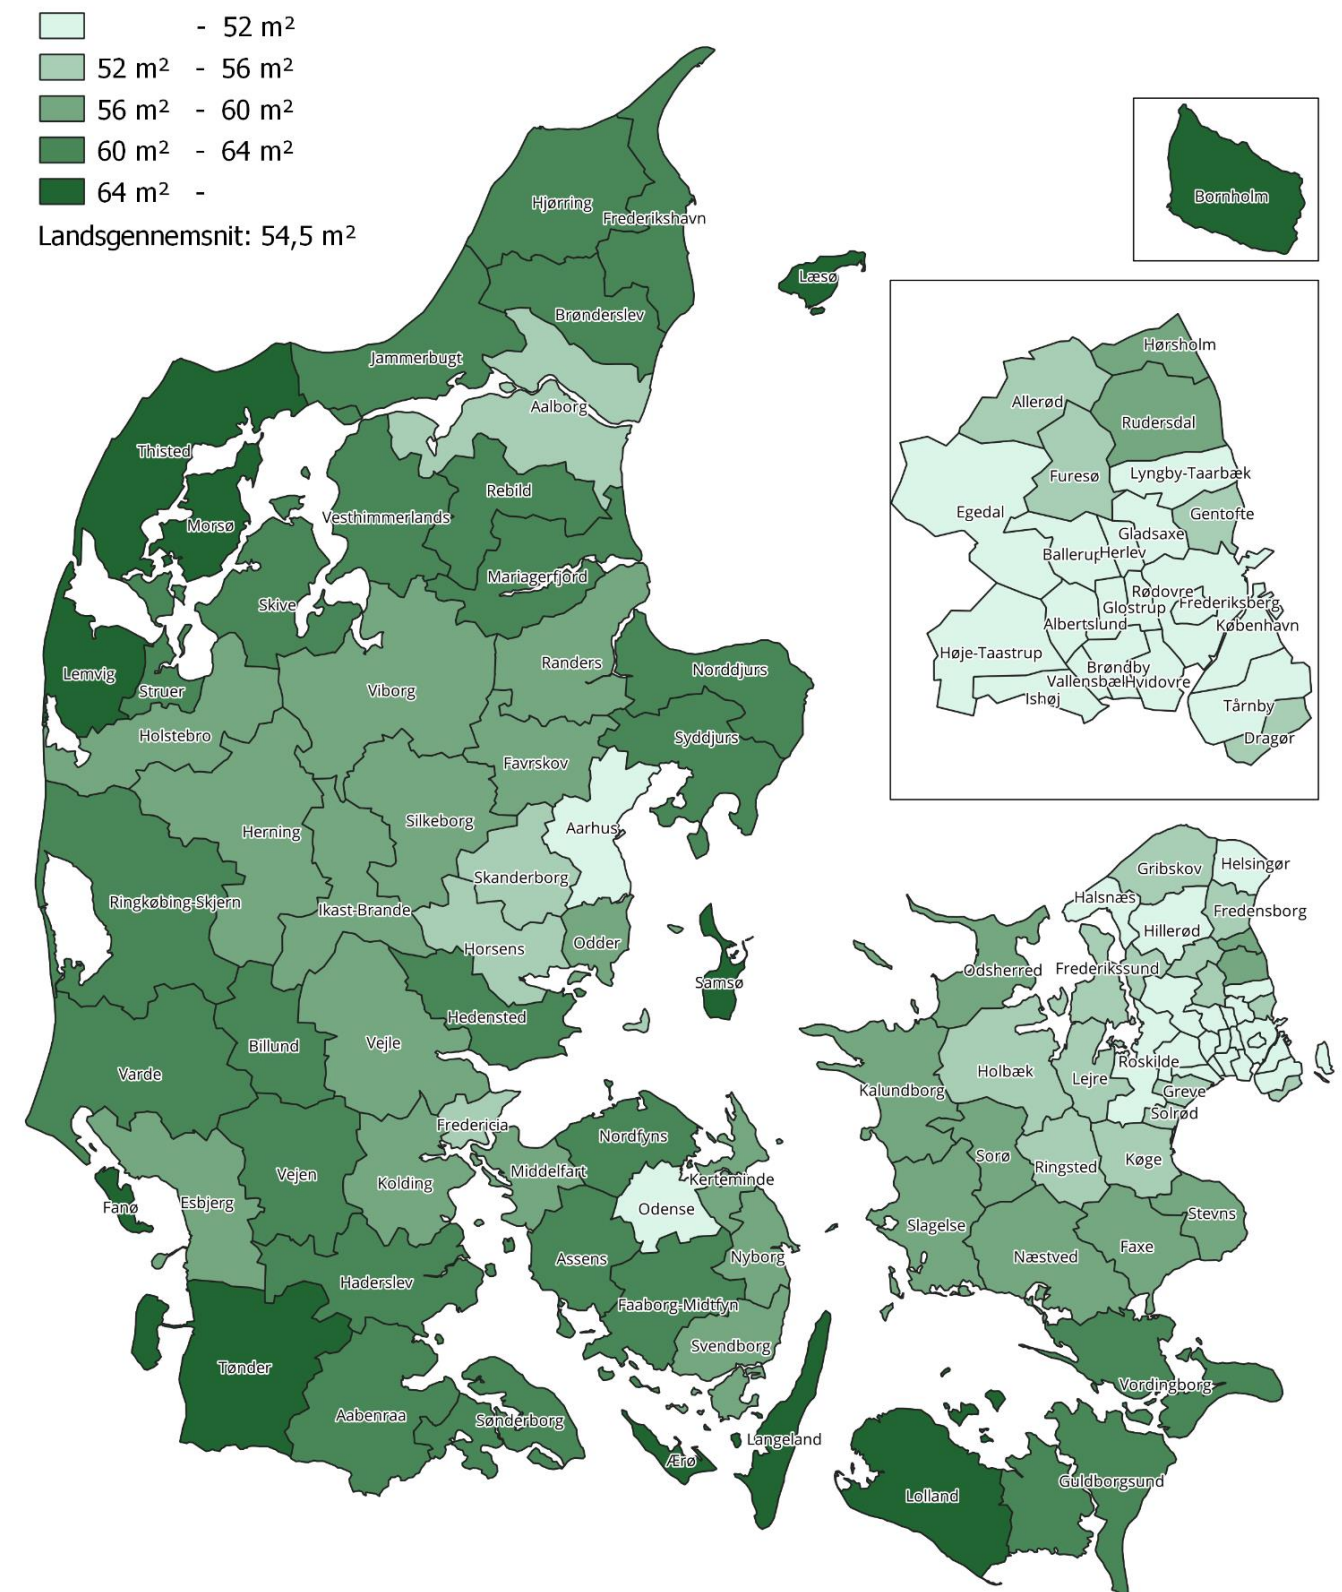 - 52 m²
52 m² - 56 m²
56 m² - 60 m²
60 m² - 64 m²
64 m² -
Landsgennemsnit: 54,5 m²
Bornholm
Hjørring
Frederikshavn
Læsø
Brønderslev
Jammerbugt
Aalborg
Thisted
Rebild
Morsø
Vesthimmerlands
Mariagerfjord
Skive
Randers
Norddjurs
Lemvig
Struer
Viborg
Holstebro
Syddjurs
Favrskov
Herning
Silkeborg
Aarhus
Skanderborg
Ringkøbing-Skjern
Ikast-Brande
Horsens
Odder
Samsø
Hedensted
Billund
Vejle
Varde
Fredericia
Nordfyns
Vejen
Kolding
Middelfart
Kerteminde
Fanø
Esbjerg
Odense
Assens
Nyborg
Haderslev
Faaborg-Midtfyn
Svendborg
Tønder
Aabenraa
Sønderborg
Langeland
Ærø
Hørsholm
Allerød
Rudersdal
Furesø
Lyngby-Taarbæk
Egedal
Gentofte
Gladsaxe
Ballerup
Herlev
Rødovre
Frederiksberg
Glostrup
Albertslund
København
Høje-Taastrup
Brøndby
Vallensbæk
Hvidovre
Ishøj
Tårnby
Dragør
Gribskov
Helsingør
Halsnæs
Fredensborg
Hillerød
Odsherred
Frederikssund
Roskilde
Holbæk
Lejre
Kalundborg
Greve
Solrød
Sorø
Ringsted
Køge
Slagelse
Stevns
Næstved
Faxe
Vordingborg
Guldborgsund
Lolland